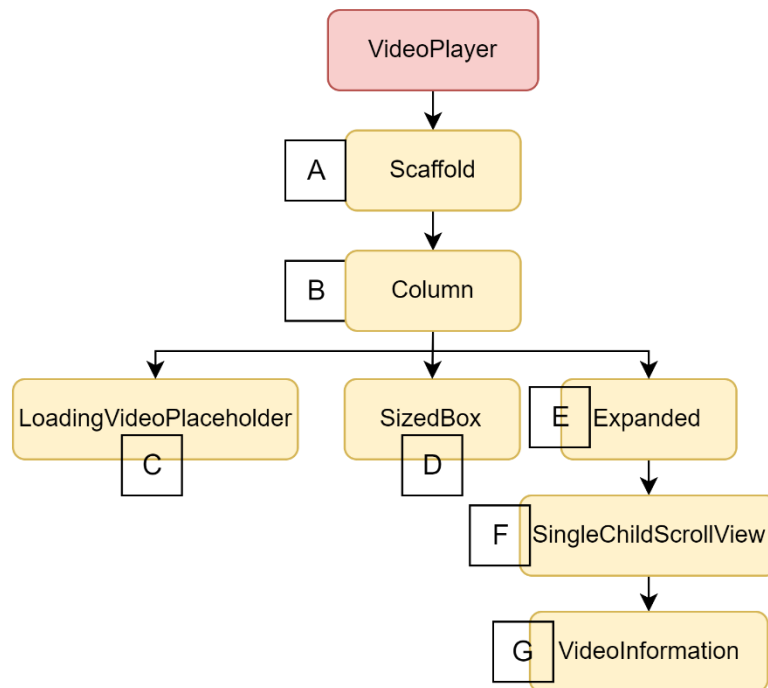 VideoPlayer
A
Scaffold
B
Column
LoadingVideoPlaceholder
SizedBox
E
Expanded
C
D
F
SingleChildScrollView
G
VideoInformation